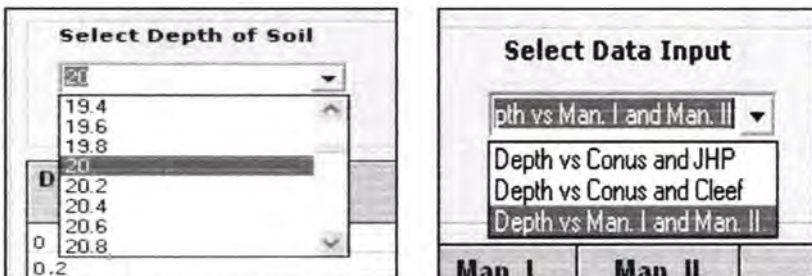 Select Depth of Soil
20
19.4
19.6
19.8
20
20.2
20.4
20.6
20.8
D
0
0.2
Select Data Input
pth vs Man. I and Man. II
Depth vs Conus and JHP
Depth vs Conus and Cleef
Depth vs Man. I and Man. II
Man. I
Man. II